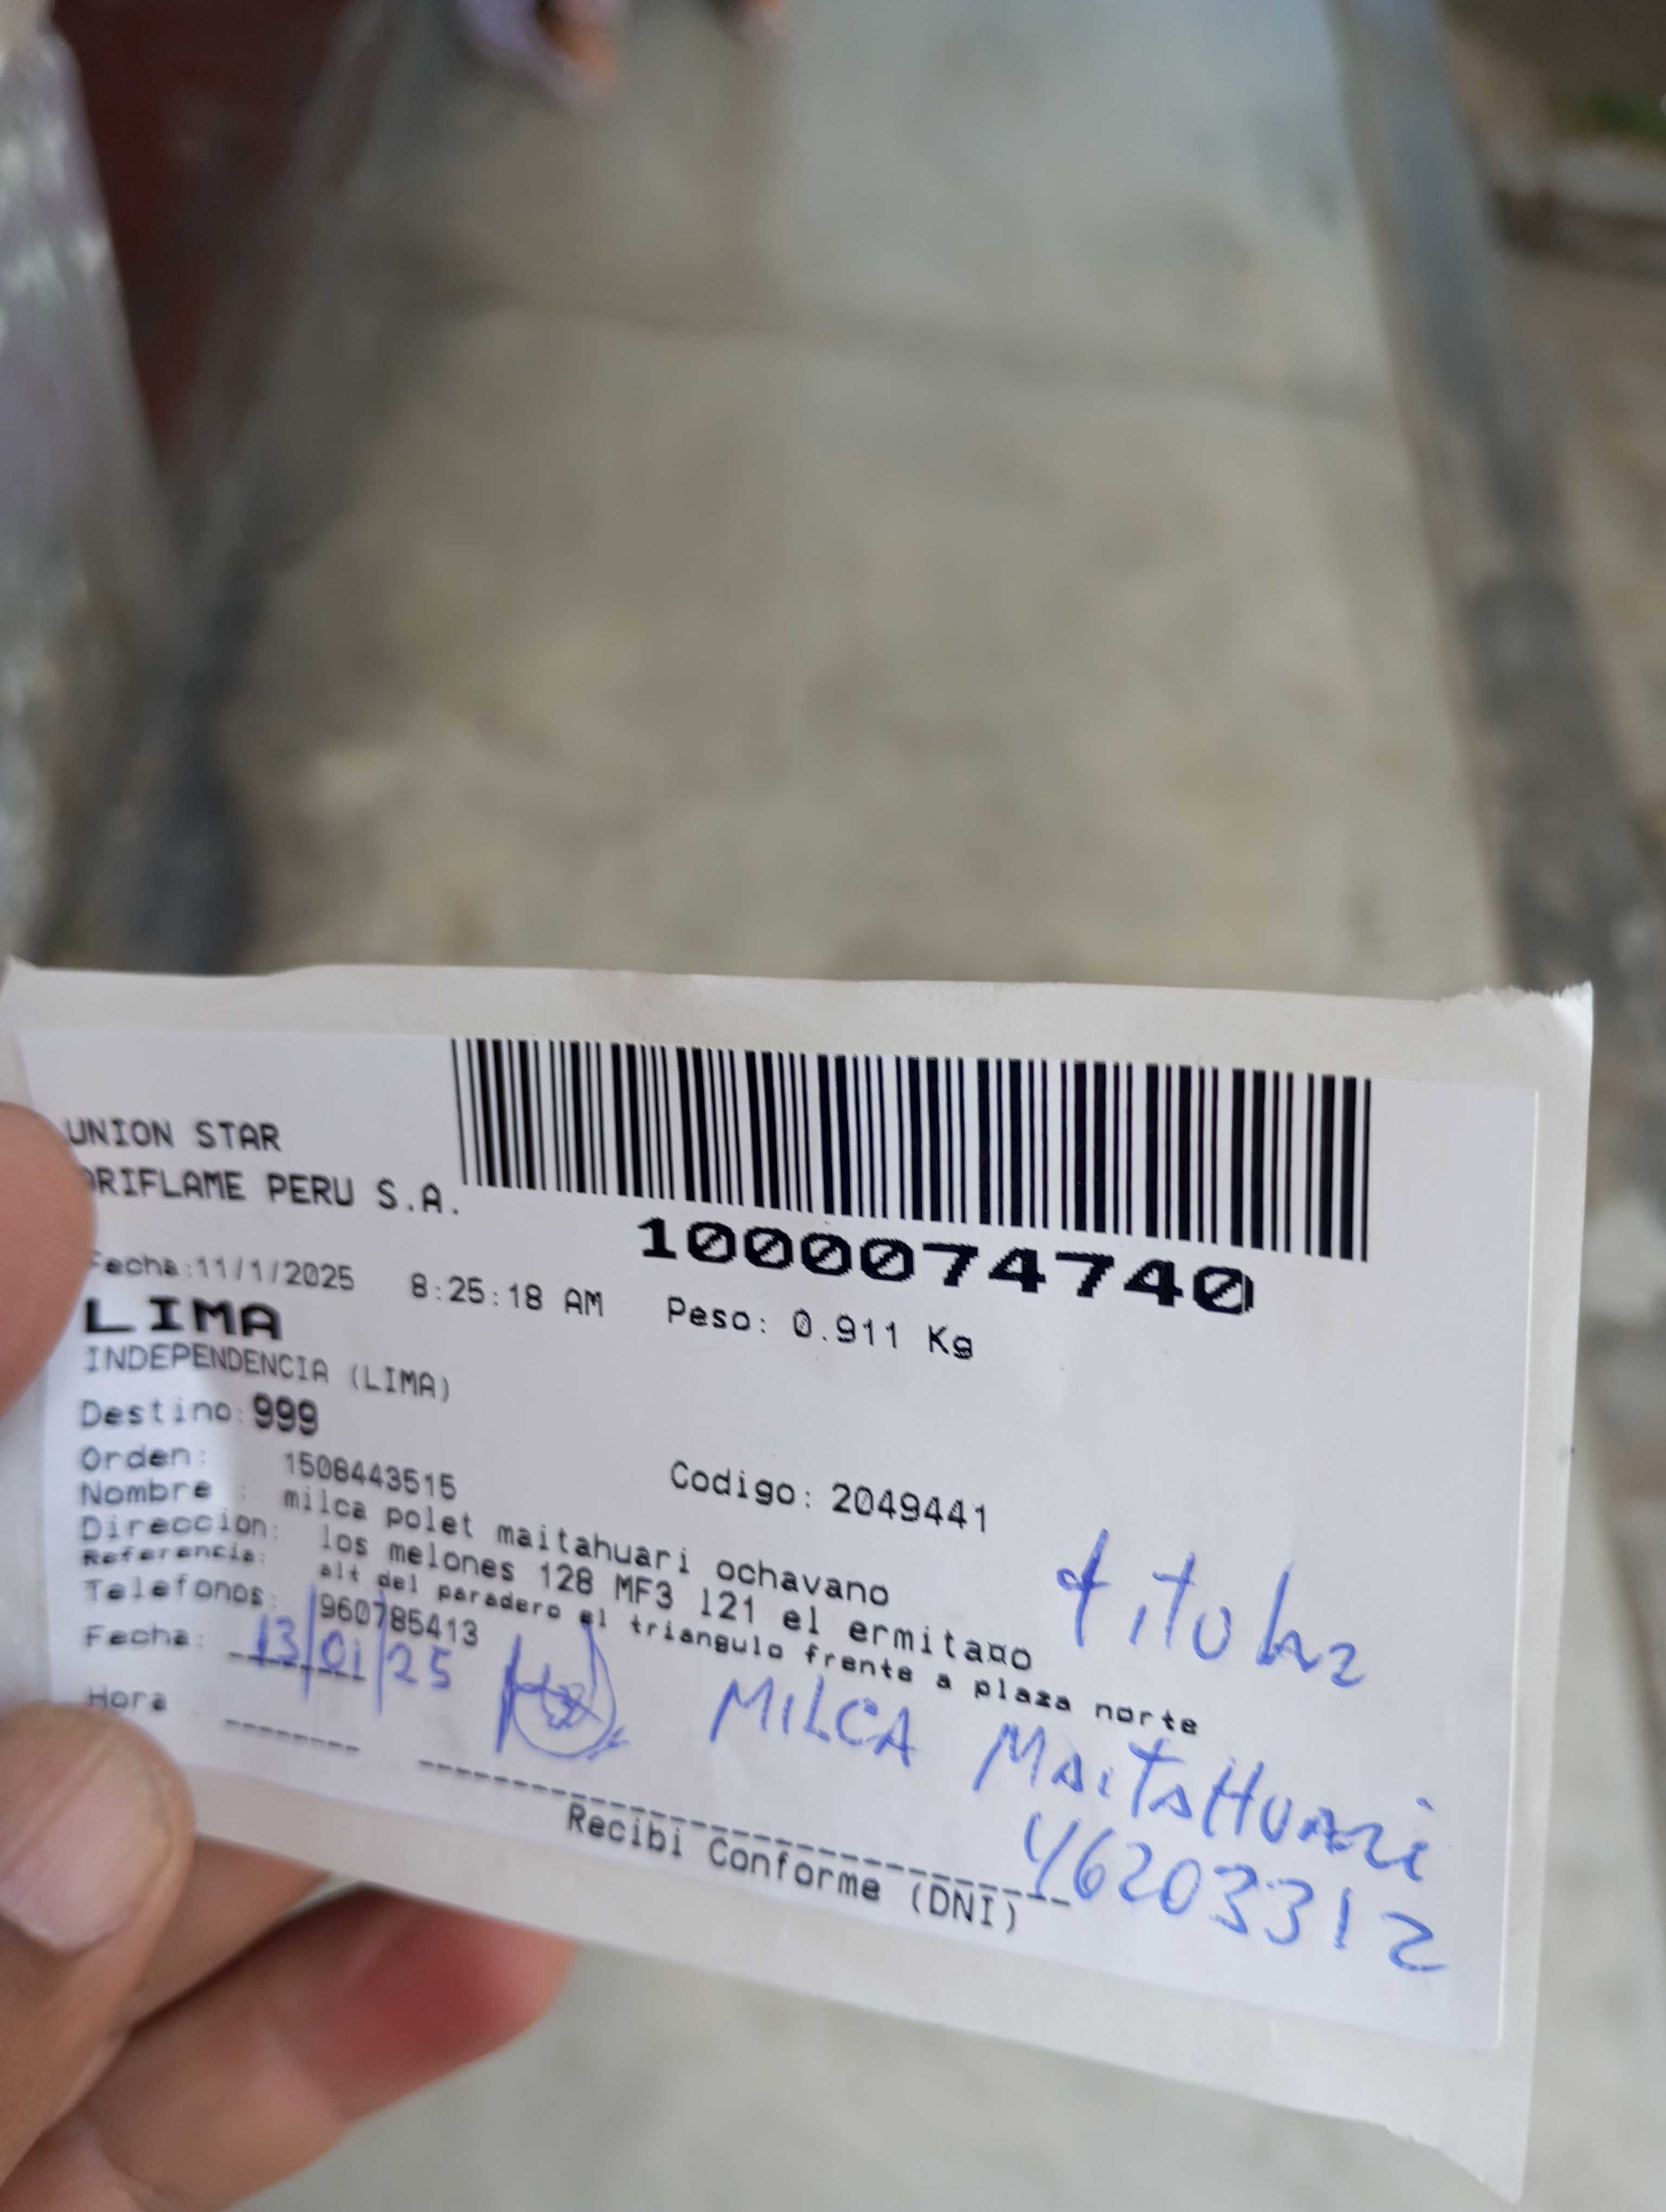 UNION STAR
ORIFLAME PERU S.A.
1000074740
Fecha:11/1/2025 8:25:18 AM Peso: 0.911 Kg
LIMA
INDEPENDENCIA (LIMA)
Destino:999
Orden: 1508443515 Codigo: 2049441
Nombre : milca polet maitahuari ochavano
Direccion: los melones 128 MF3 l21 el ermita¤o
Referencia: alt del paradero el triangulo frente a plaza norte
Telefonos: 960785413
titular
Fecha: 13/01/25
MILCA MAITAHUARI
46203312
Hora
Recibi Conforme (DNI)